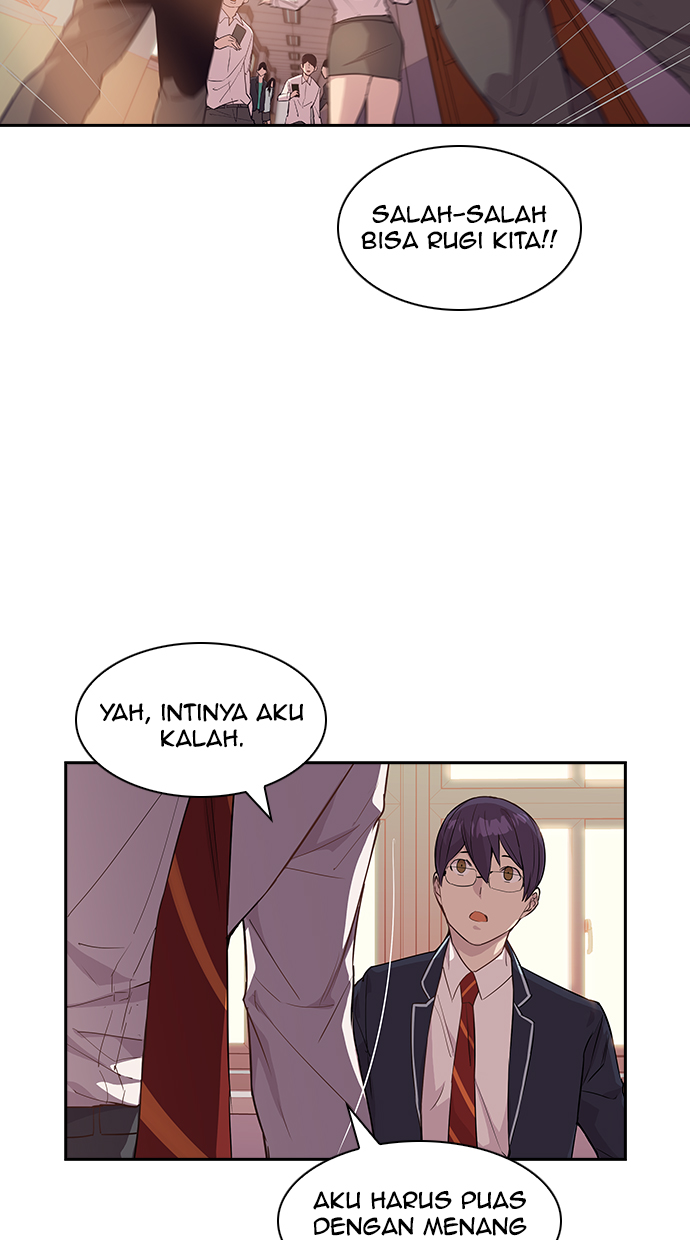 SALAH-SALAH
BISA RUGI KITA!!
YAH, INTINYA AKU
KALAH.
AKU HARUS PUAS
DENGAN MENANG